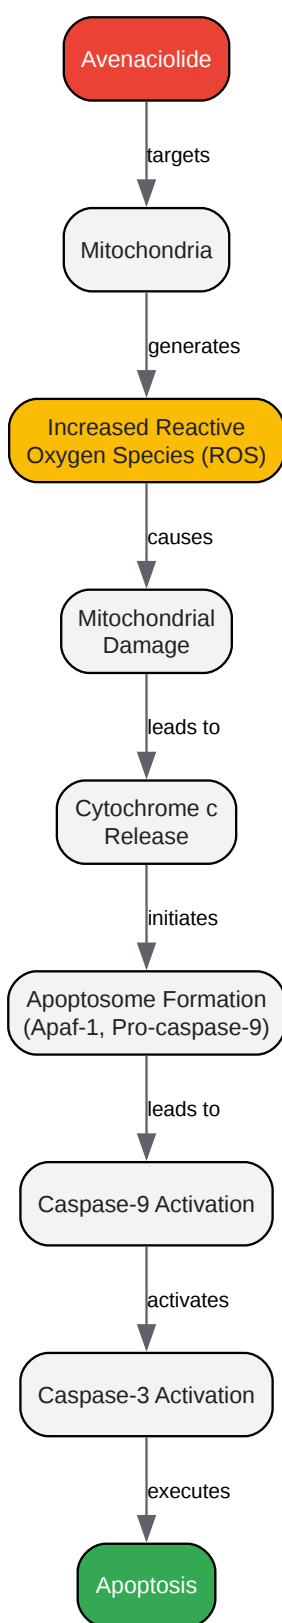 Avenaciolide
targets
Mitochondria
generates
Increased Reactive
Oxygen Species (ROS)
causes
Mitochondrial
Damage
leads to
Cytochrome c
Release
initiates
Apoptosome Formation
(Apaf-1, Pro-caspase-9)
leads to
Caspase-9 Activation
activates
Caspase-3 Activation
executes
Apoptosis